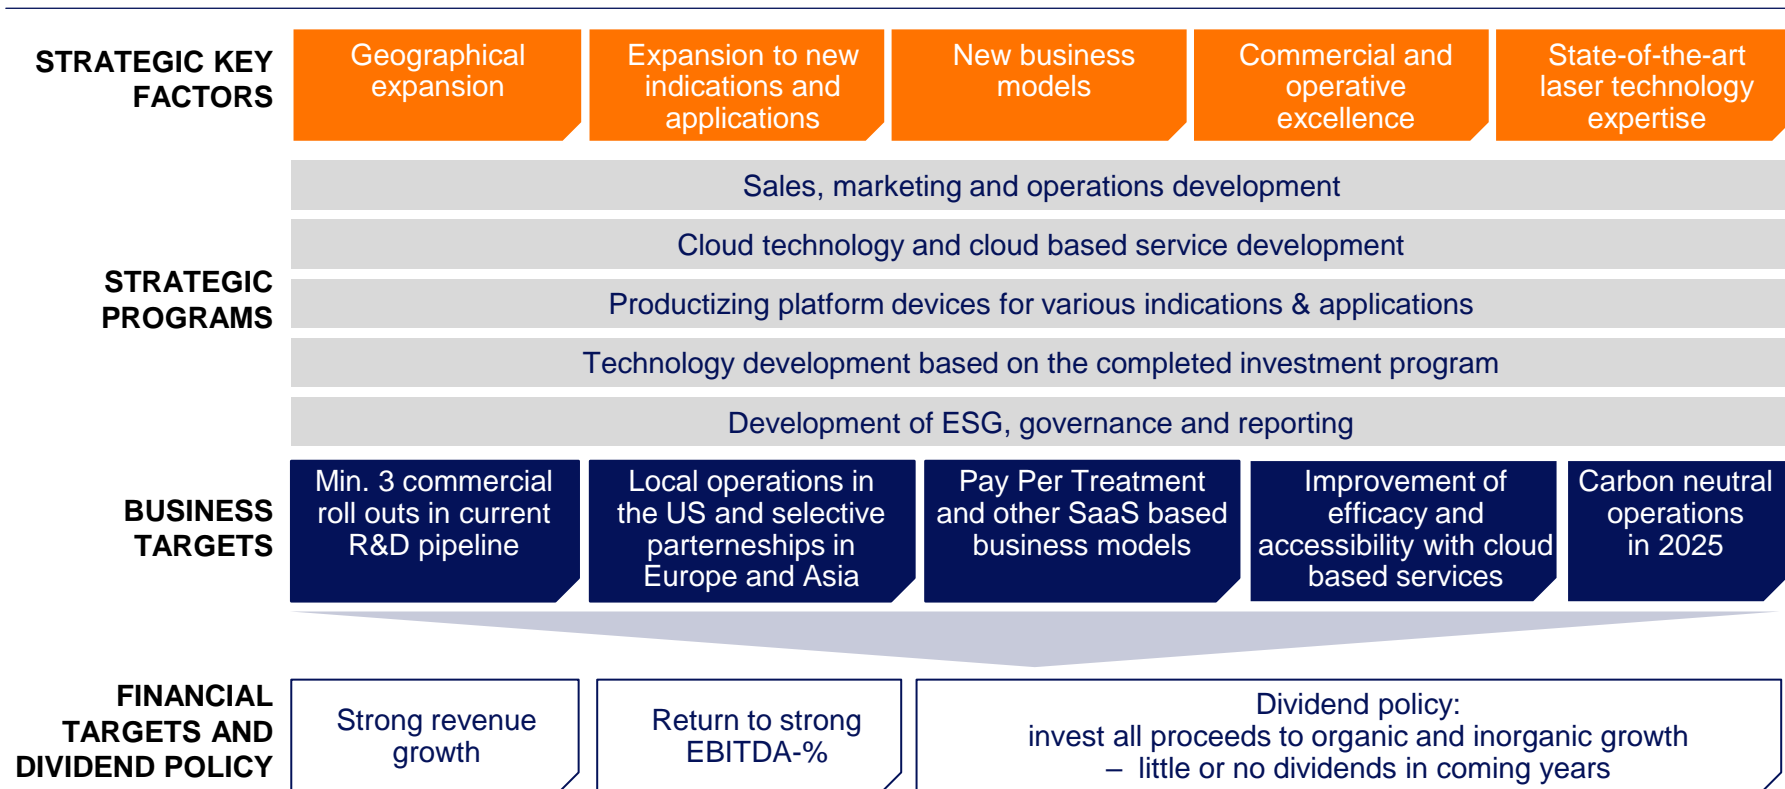 STRATEGIC KEY
FACTORS
Geographical
expansion
Expansion to new
indications and
applications
New business
models
Commercial and
operative
excellence
State-of-the-art
laser technology
expertise
STRATEGIC
PROGRAMS
Sales, marketing and operations development
Cloud technology and cloud based service development
Productizing platform devices for various indications & applications
Technology development based on the completed investment program
Development of ESG, governance and reporting
BUSINESS
TARGETS
Min. 3 commercial
roll outs in current
R&D pipeline
Local operations in
the US and selective
parterneships in
Europe and Asia
Pay Per Treatment
and other SaaS based
business models
Improvement of
efficacy and
accessibility with cloud
based services
Carbon neutral
operations
in 2025
FINANCIAL
TARGETS AND
DIVIDEND POLICY
Strong revenue
growth
Return to strong
EBITDA-%
Dividend policy:
invest all proceeds to organic and inorganic growth
– little or no dividends in coming years